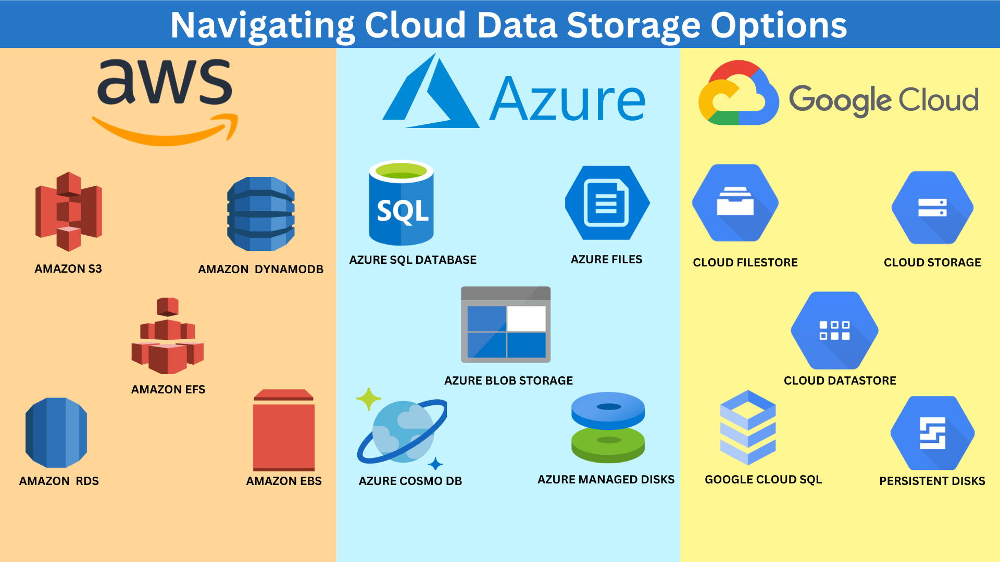 Navigating Cloud Data Storage Options
aws
Azure
Google Cloud
AMAZON S3
AMAZON  DYNAMODB
AMAZON EFS
AMAZON  RDS
AMAZON EBS
SQL
AZURE SQL DATABASE
AZURE FILES
AZURE BLOB STORAGE
AZURE COSMO DB
AZURE MANAGED DISKS
CLOUD FILESTORE
CLOUD STORAGE
CLOUD DATASTORE
GOOGLE CLOUD SQL
PERSISTENT DISKS